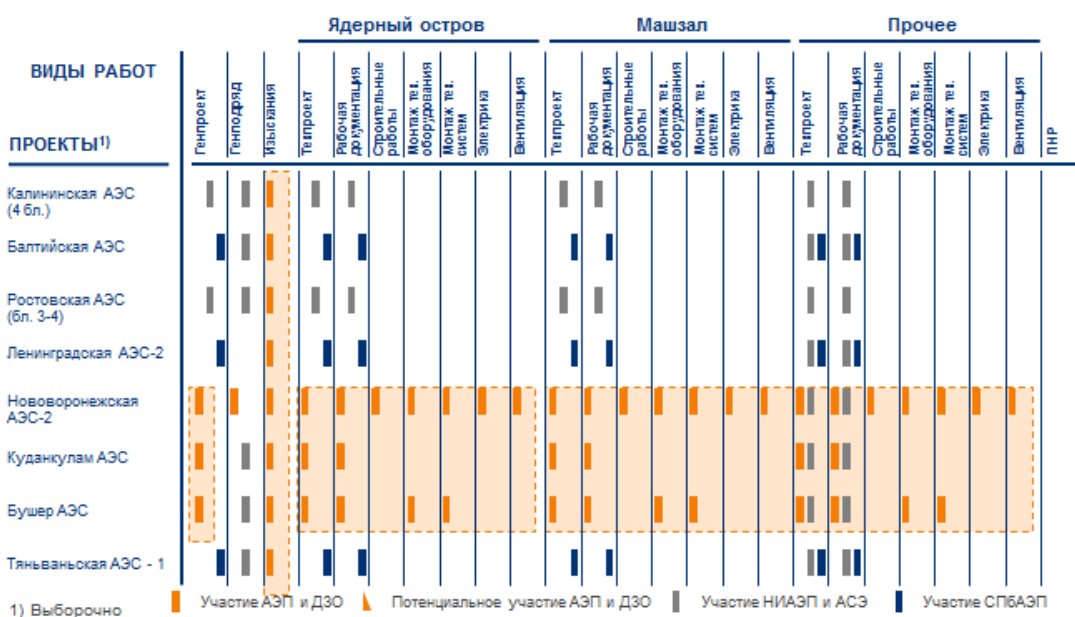 Ядерный остров
Машзал
Прочее
ВИДЫ РАБОТ
ПРОЕКТЫ1)
Генпроект
Генподряд
Изыскания
Техпроект
Рабочая
документация
Строительные
работы
Монтаж тех.
оборудования
Монтаж тех.
систем
Электрика
Вентиляция
Техпроект
Рабочая
документация
Строительные
работы
Монтаж тех.
оборудования
Монтаж тех.
систем
Электрика
Вентиляция
Техпроект
Рабочая
документация
Строительные
работы
Монтаж тех.
оборудования
Монтаж тех.
систем
Электрика
Вентиляция
ПНР
Калининская АЭС
(4 бл.)
Балтийская АЭС
Ростовская АЭС
(бл. 3-4)
Ленинградская АЭС-2
Нововоронежская
АЭС-2
Куданкулам АЭС
Бушер АЭС
Тяньваньская АЭС - 1
1) Выборочно
Участие АЭП и ДЗО
Потенциальное участие АЭП и ДЗО
Участие НИАЭП и АСЭ
Участие СПбАЭП